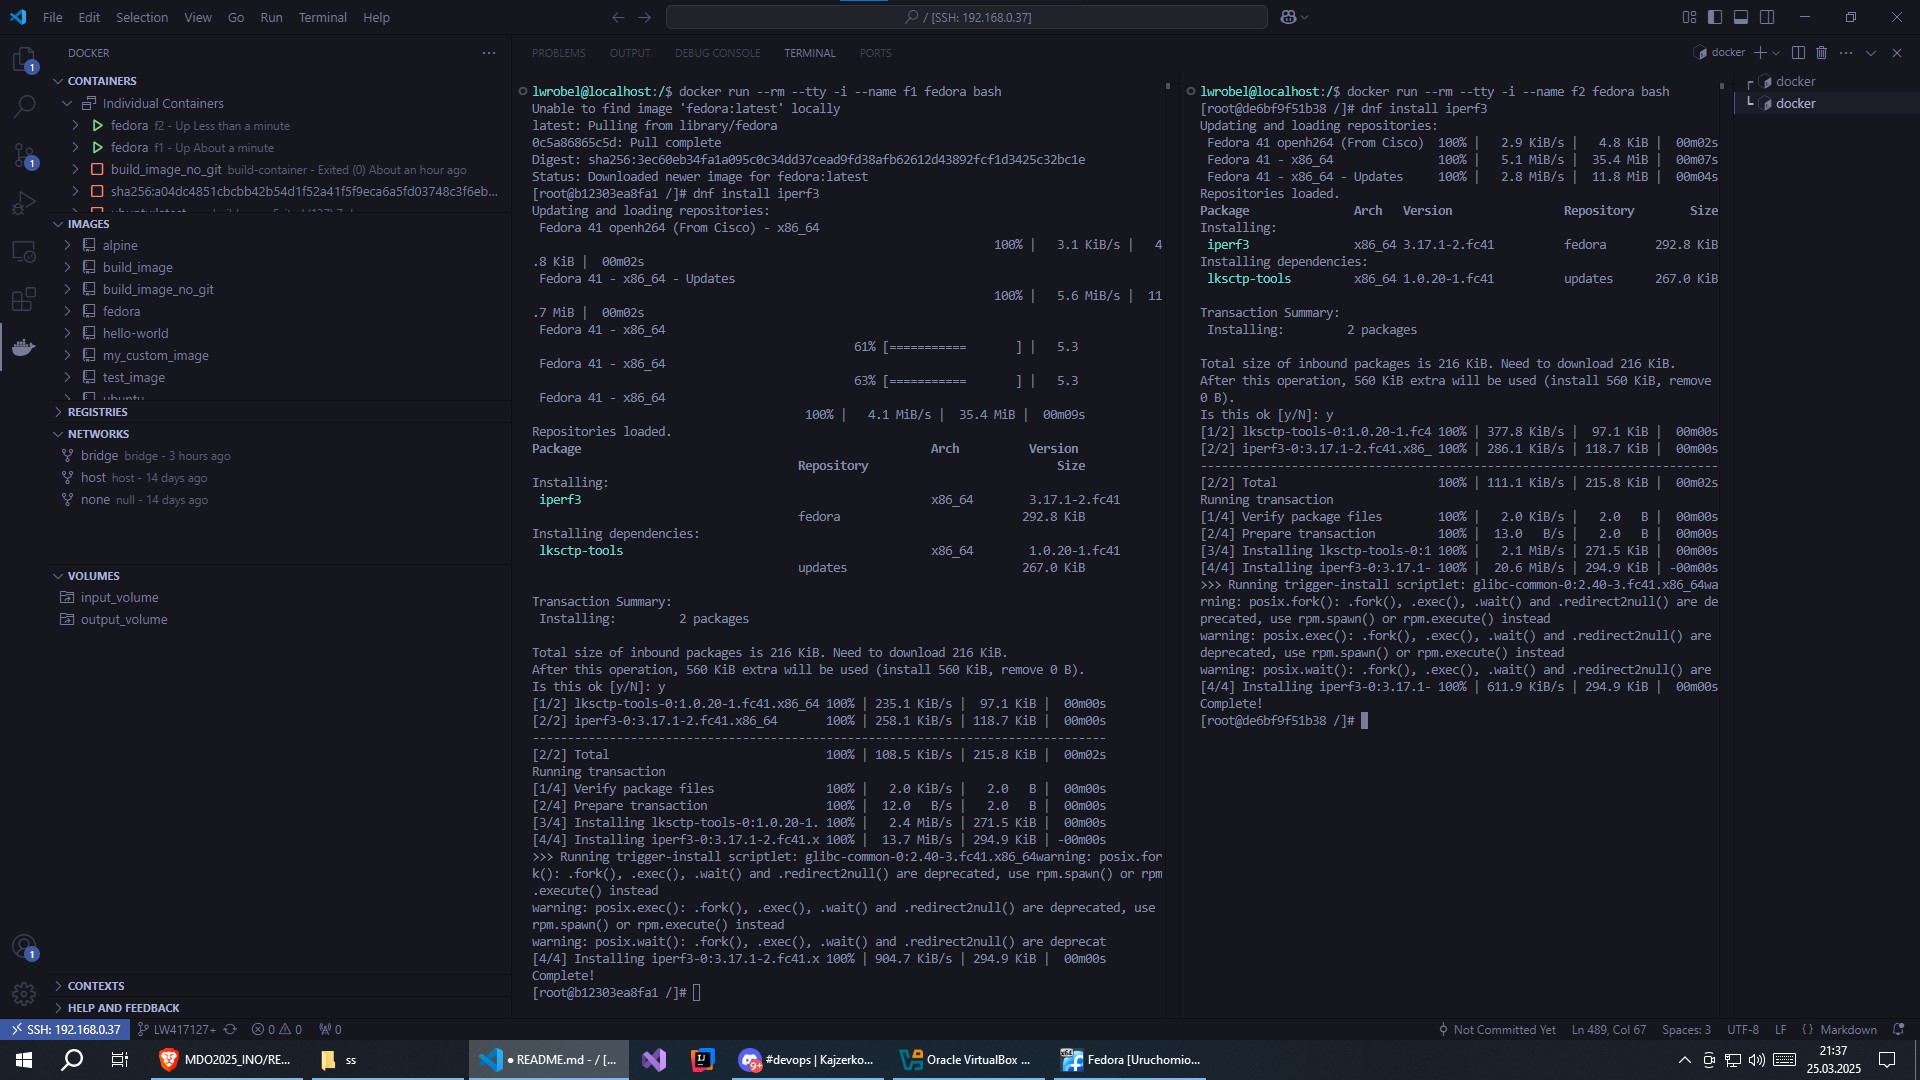 File Edit Selection View Go Run Terminal Help
/ [SSH: 192.168.0.37]
DOCKER
CONTAINERS
Individual Containers
fedora f2 - Up Less than a minute
fedora f1 - Up About a minute
build_image_no_git build-container - Exited (0) About an hour ago
sha256:a04dc4851cbcbb42b54d1f52a41f5f9eca6a5fd03748c3f6eb...
IMAGES
alpine
build_image
build_image_no_git
fedora
hello-world
my_custom_image
test_image
ubuntu
REGISTRIES
NETWORKS
bridge bridge - 3 hours ago
host host - 14 days ago
none null - 14 days ago
VOLUMES
input_volume
output_volume
CONTEXTS
HELP AND FEEDBACK
PROBLEMS OUTPUT DEBUG CONSOLE TERMINAL PORTS
docker
lwrobel@localhost:/$ docker run --rm --tty -i --name f1 fedora bash
Unable to find image 'fedora:latest' locally
latest: Pulling from library/fedora
0c5a86865c5d: Pull complete
Digest: sha256:3ec60eb34fa1a095c0c34dd37cead9fd38afb62612d43892fcf1d3425c32bc1e
Status: Downloaded newer image for fedora:latest
[root@b12303ea8fa1 /]# dnf install iperf3
Updating and loading repositories:
Fedora 41 openh264 (From Cisco) - x86_64
100% | 3.1 KiB/s | 4
.8 KiB | 00m02s
Fedora 41 - x86_64 - Updates
100% | 5.6 MiB/s | 11
.7 MiB | 00m02s
Fedora 41 - x86_64
61% [=========== ] | 5.3
Fedora 41 - x86_64
63% [=========== ] | 5.3
Fedora 41 - x86_64
100% | 4.1 MiB/s | 35.4 MiB | 00m09s
Repositories loaded.
Package Arch Version
Repository Size
Installing:
iperf3 x86_64 3.17.1-2.fc41
fedora 292.8 KiB
Installing dependencies:
lksctp-tools x86_64 1.0.20-1.fc41
updates 267.0 KiB
Transaction Summary:
Installing: 2 packages
Total size of inbound packages is 216 KiB. Need to download 216 KiB.
After this operation, 560 KiB extra will be used (install 560 KiB, remove 0 B).
Is this ok [y/N]: y
[1/2] lksctp-tools-0:1.0.20-1.fc41.x86_64 100% | 235.1 KiB/s | 97.1 KiB | 00m00s
[2/2] iperf3-0:3.17.1-2.fc41.x86_64 100% | 258.1 KiB/s | 118.7 KiB | 00m00s
----------------------------------------------------------------------------------
[2/2] Total 100% | 108.5 KiB/s | 215.8 KiB | 00m02s
Running transaction
[1/4] Verify package files 100% | 2.0 KiB/s | 2.0 B | 00m00s
[2/4] Prepare transaction 100% | 12.0 B/s | 2.0 B | 00m00s
[3/4] Installing lksctp-tools-0:1.0.20-1. 100% | 2.4 MiB/s | 271.5 KiB | 00m00s
[4/4] Installing iperf3-0:3.17.1-2.fc41.x 100% | 13.7 MiB/s | 294.9 KiB | -00m00s
>>> Running trigger-install scriptlet: glibc-common-0:2.40-3.fc41.x86_64warning: posix.for
k(): .fork(), .exec(), .wait() and .redirect2null() are deprecated, use rpm.spawn() or rpm
.execute() instead
warning: posix.exec(): .fork(), .exec(), .wait() and .redirect2null() are deprecated, use
rpm.spawn() or rpm.execute() instead
warning: posix.wait(): .fork(), .exec(), .wait() and .redirect2null() are deprecat
[4/4] Installing iperf3-0:3.17.1-2.fc41.x 100% | 904.7 KiB/s | 294.9 KiB | 00m00s
Complete!
[root@b12303ea8fa1 /]#
lwrobel@localhost:/$ docker run --rm --tty -i --name f2 fedora bash
[root@de6bf9f51b38 /]# dnf install iperf3
Updating and loading repositories:
Fedora 41 openh264 (From Cisco) 100% | 2.9 KiB/s | 4.8 KiB | 00m02s
Fedora 41 - x86_64 100% | 5.1 MiB/s | 35.4 MiB | 00m07s
Fedora 41 - x86_64 - Updates 100% | 2.8 MiB/s | 11.8 MiB | 00m04s
Repositories loaded.
Package Arch Version Repository Size
Installing:
iperf3 x86_64 3.17.1-2.fc41 fedora 292.8 KiB
Installing dependencies:
lksctp-tools x86_64 1.0.20-1.fc41 updates 267.0 KiB
Transaction Summary:
Installing: 2 packages
Total size of inbound packages is 216 KiB. Need to download 216 KiB.
After this operation, 560 KiB extra will be used (install 560 KiB, remove
0 B).
Is this ok [y/N]: y
[1/2] lksctp-tools-0:1.0.20-1.fc4 100% | 377.8 KiB/s | 97.1 KiB | 00m00s
[2/2] iperf3-0:3.17.1-2.fc41.x86_ 100% | 286.1 KiB/s | 118.7 KiB | 00m00s
--------------------------------------------------------------------------
[2/2] Total 100% | 111.1 KiB/s | 215.8 KiB | 00m02s
Running transaction
[1/4] Verify package files 100% | 2.0 KiB/s | 2.0 B | 00m00s
[2/4] Prepare transaction 100% | 13.0 B/s | 2.0 B | 00m00s
[3/4] Installing lksctp-tools-0:1 100% | 2.1 MiB/s | 271.5 KiB | 00m00s
[4/4] Installing iperf3-0:3.17.1- 100% | 20.6 MiB/s | 294.9 KiB | -00m00s
>>> Running trigger-install scriptlet: glibc-common-0:2.40-3.fc41.x86_64wa
rning: posix.fork(): .fork(), .exec(), .wait() and .redirect2null() are de
precated, use rpm.spawn() or rpm.execute() instead
warning: posix.exec(): .fork(), .exec(), .wait() and .redirect2null() are
deprecated, use rpm.spawn() or rpm.execute() instead
warning: posix.wait(): .fork(), .exec(), .wait() and .redirect2null() are
[4/4] Installing iperf3-0:3.17.1- 100% | 611.9 KiB/s | 294.9 KiB | 00m00s
Complete!
[root@de6bf9f51b38 /]#
docker
docker
SSH: 192.168.0.37 LW417127+ 0 0 0 Not Committed Yet Ln 489, Col 67 Spaces: 3 UTF-8 LF {} Markdown
MDO2025_INO/RE... ss ● README.md - / [... #devops | Kajzerko... Oracle VirtualBox ... Fedora [Uruchomio...
21:37
25.03.2025